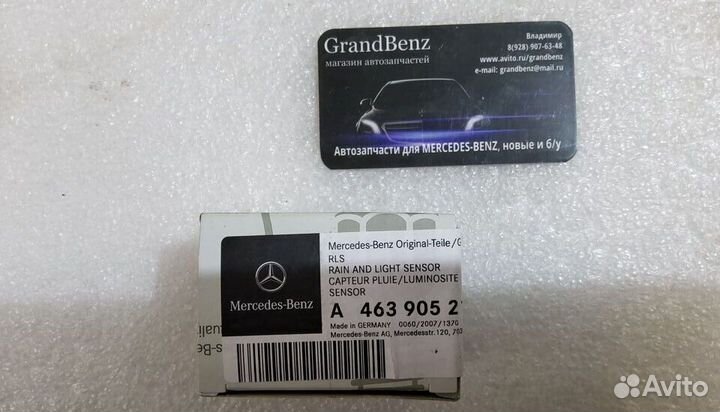 GrandBenz
магазин автозапчастей
Владимир
8(928) 907-63-48
www.avito.ru/grandbenz
e-mail: grandbenz@mail.ru
Автозапчасти для MERCEDES-BENZ, новые и б/у
Mercedes-Benz
Mercedes-Benz Original-Teile/G
RLS
RAIN AND LIGHT SENSOR
CAPTEUR PLUIE/LUMINOSITE
SENSOR
A 463 905 2
Made in GERMANY 0060/2007/1370
Mercedes-Benz AG, Mercedesstr.120, 703
Avito